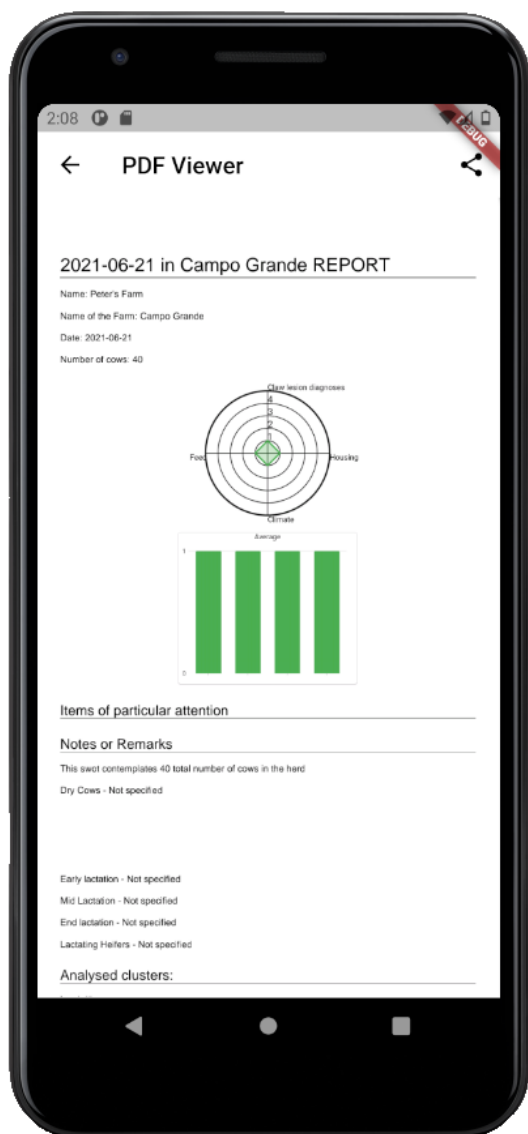 2:08
DEBUG
PDF Viewer
2021-06-21 in Campo Grande REPORT
Name: Peter's Farm
Name of the Farm: Campo Grande
Date: 2021-06-21
Number of cows: 40
Claw lesion diagnoses
4
3
2
1
Feed
Housing
Climate
Average
1
0
Items of particular attention
Notes or Remarks
This swot contemplates 40 total number of cows in the herd
Dry Cows - Not specified
Early lactation - Not specified
Mid Lactation - Not specified
End lactation - Not specified
Lactating Heifers - Not specified
Analysed clusters: